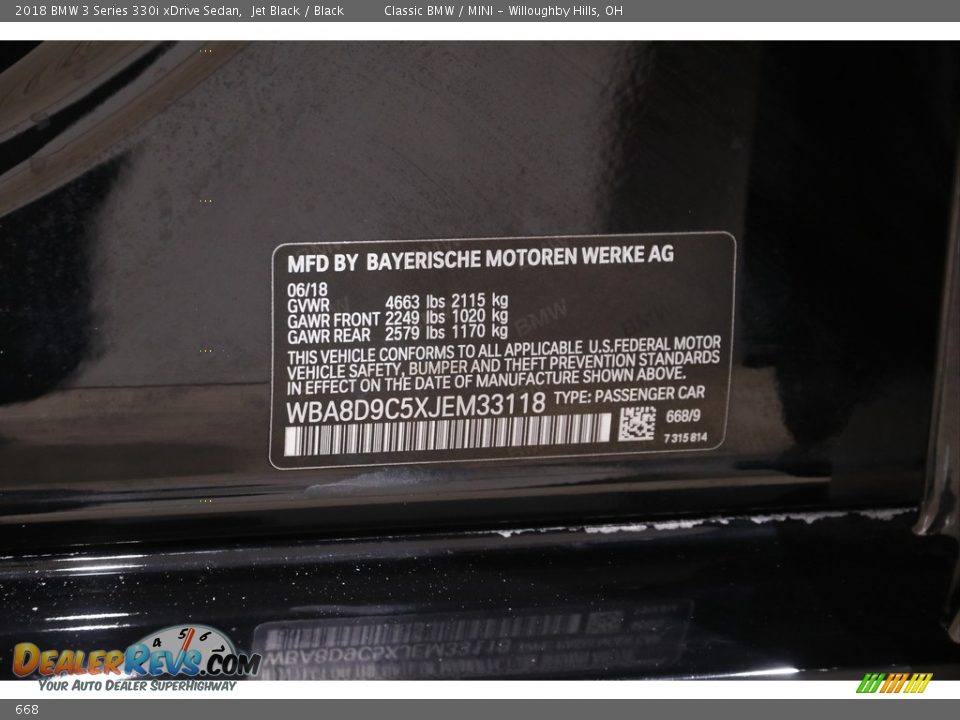 2018 BMW 3 Series 330i xDrive Sedan, Jet Black / Black Classic BMW / MINI - Willoughby Hills, OH
MFD BY BAYERISCHE MOTOREN WERKE AG
06/18
GVWR 4663 lbs 2115 kg
GAWR FRONT 2249 lbs 1020 kg
GAWR REAR 2579 lbs 1170 kg
THIS VEHICLE CONFORMS TO ALL APPLICABLE U.S.FEDERAL MOTOR
VEHICLE SAFETY, BUMPER AND THEFT PREVENTION STANDARDS
IN EFFECT ON THE DATE OF MANUFACTURE SHOWN ABOVE.
WBA8D9C5XJEM33118 TYPE: PASSENGER CAR
668/9
7 315 814
WBA8D9C5XJEM33118
4 5 6
DEALERREVS.COM
YOUR AUTO DEALER SUPERHIGHWAY
668